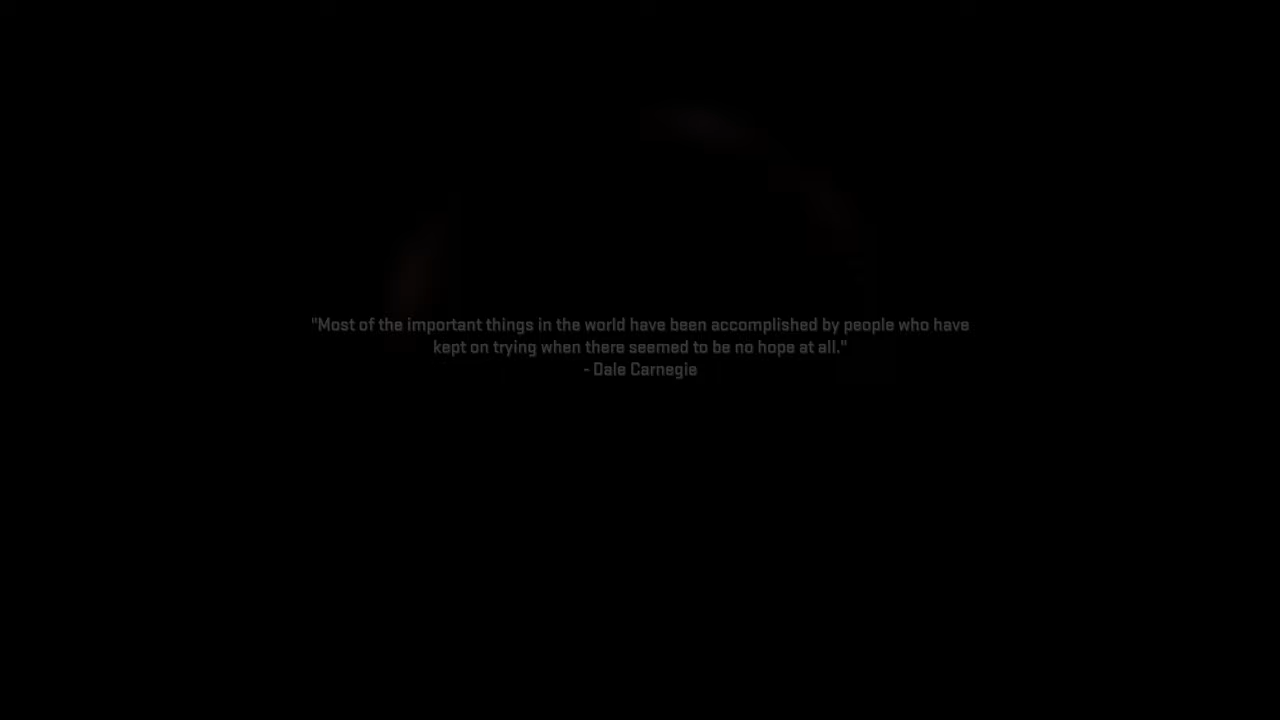 "Most of the important things in the world have been accomplished by people who have
kept on trying when there seemed to be no hope at all."
- Dale Carnegie